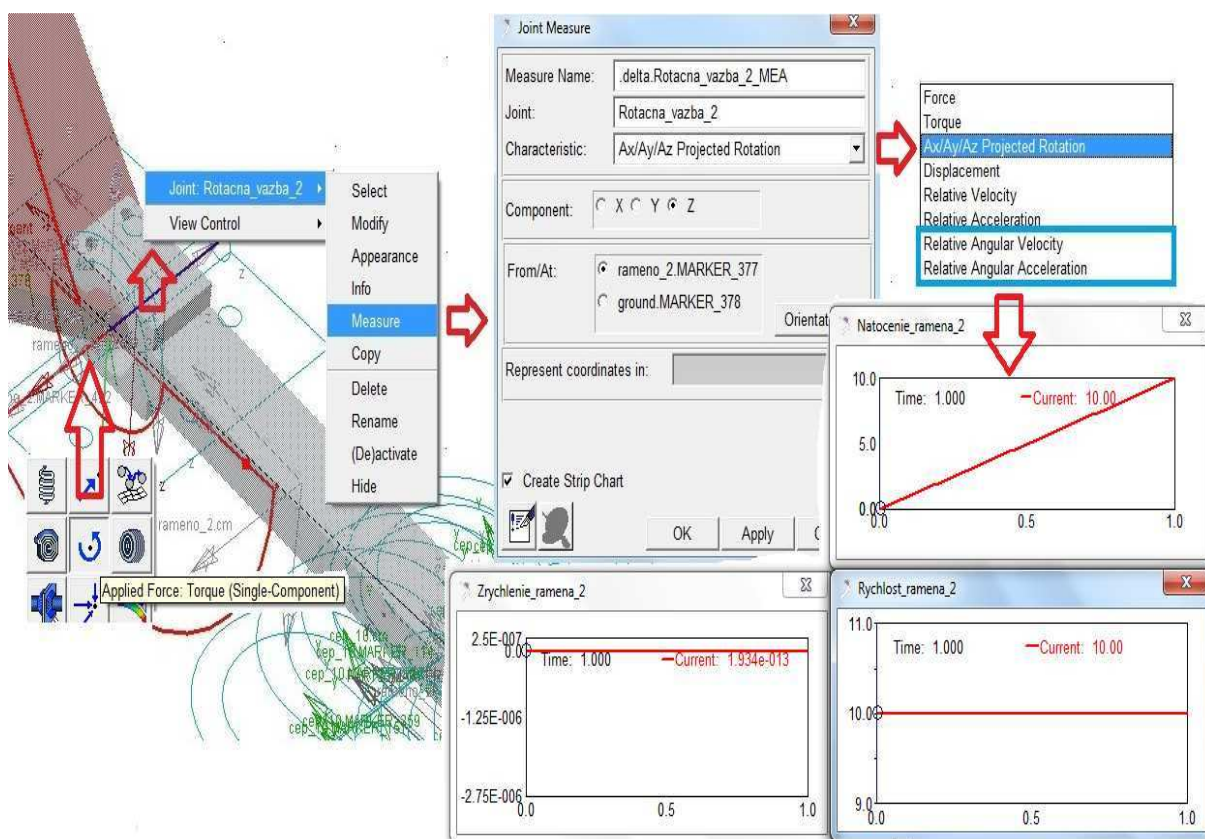 Joint: Rotacna_vazba_2
View Control
Select
Modify
Appearance
Info
Measure
Copy
Delete
Rename
(De)activate
Hide
rameno_2.cm
Applied Force: Torque (Single-Component)
Joint Measure
Measure Name: .delta.Rotacna_vazba_2_MEA
Joint: Rotacna_vazba_2
Characteristic: Ax/Ay/Az Projected Rotation
Component: X Y Z
From/At: rameno_2.MARKER_377
ground.MARKER_378
Orientat
Represent coordinates in:
Create Strip Chart
OK Apply C
Force
Torque
Ax/Ay/Az Projected Rotation
Displacement
Relative Velocity
Relative Acceleration
Relative Angular Velocity
Relative Angular Acceleration
Natocenie_ramena_2
10.0
Time: 1.000 Current: 10.00
5.0
0.0
0.0 0.5 1.0
Zrychlenie_ramena_2
2.5E-007
0.0
Time: 1.000 Current: 1.934e-013
-1.25E-006
-2.75E-006
0.0 0.5 1.0
Rychlost_ramena_2
11.0
Time: 1.000 Current: 10.00
10.0
9.0
0.0 0.5 1.0